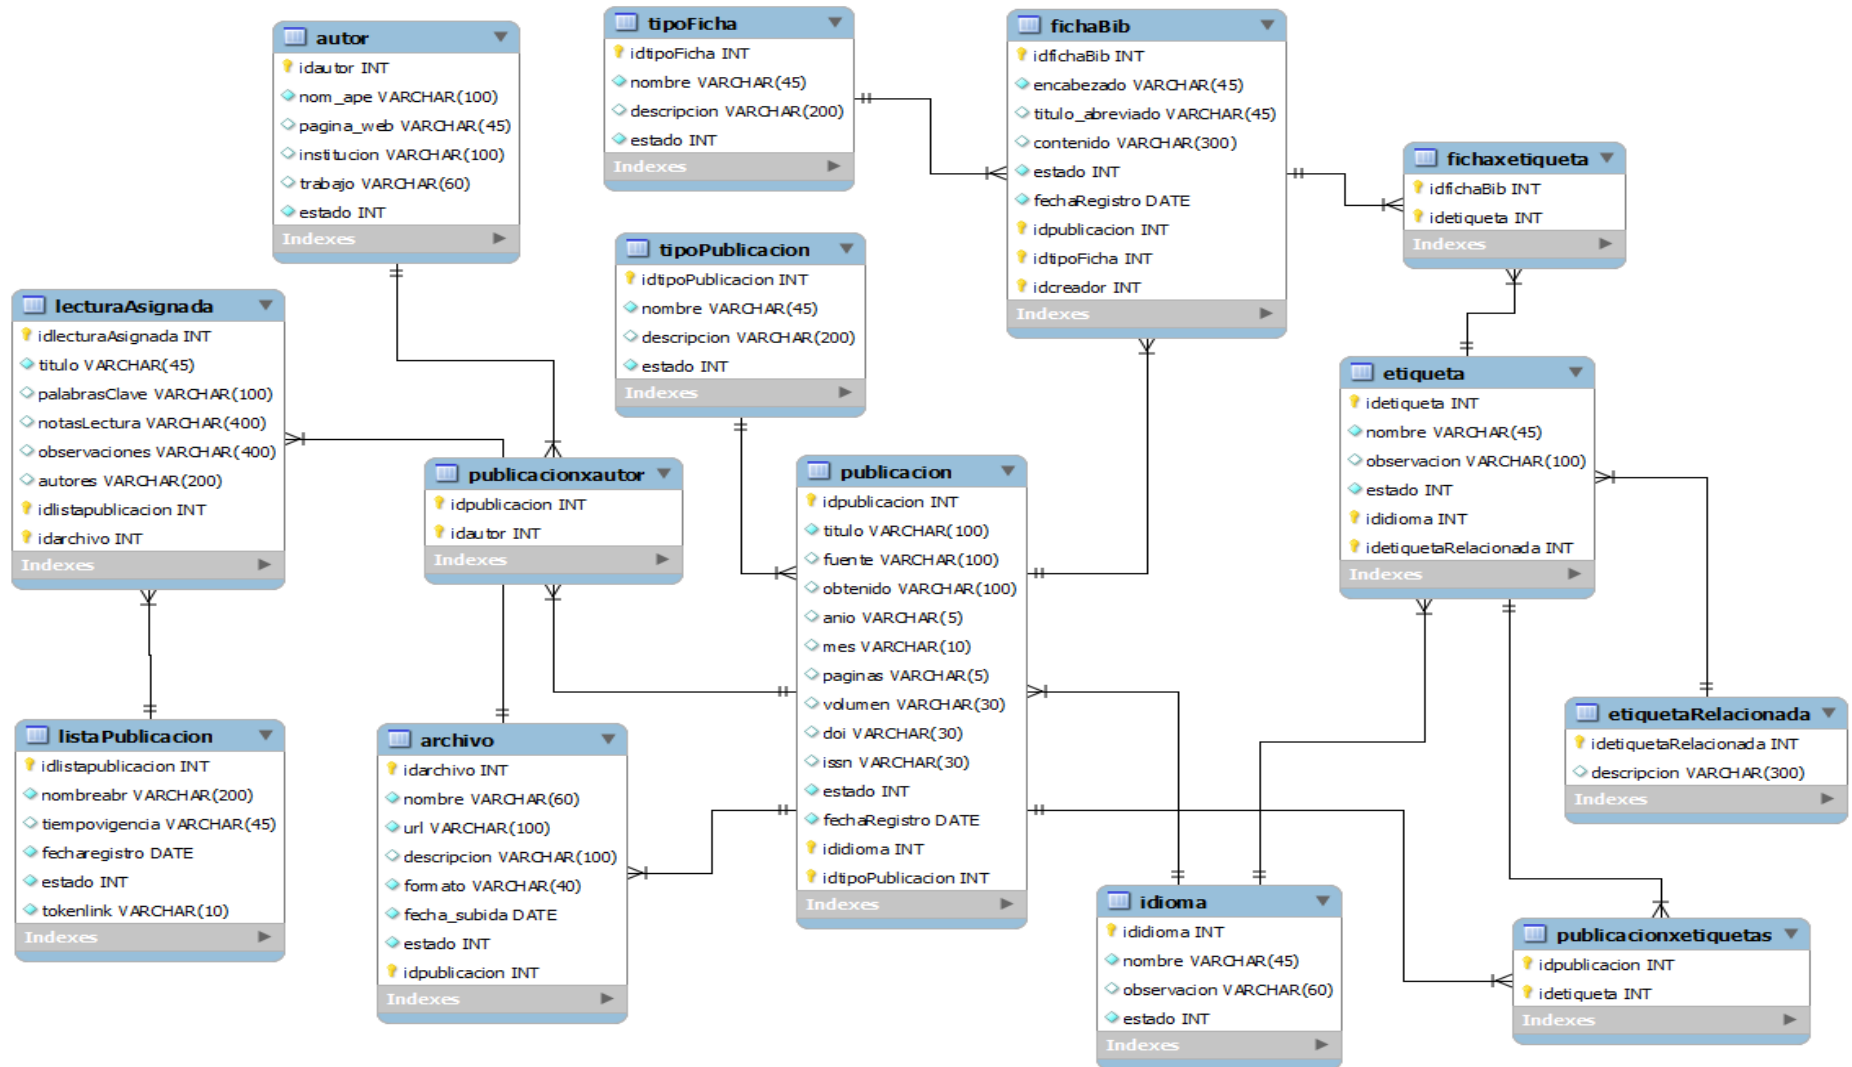 autor
idautor INT
nom_ape VARCHAR(100)
pagina_web VARCHAR(45)
institucion VARCHAR(100)
trabajo VARCHAR(60)
estado INT
Indexes
tipoFicha
idtipoFicha INT
nombre VARCHAR(45)
descripcion VARCHAR(200)
estado INT
Indexes
fichaBib
idfichaBib INT
encabezado VARCHAR(45)
titulo_abreviado VARCHAR(45)
contenido VARCHAR(300)
estado INT
fechaRegistro DATE
idpublicacion INT
idtipoFicha INT
idcreador INT
Indexes
fichaxetiqueta
idfichaBib INT
idetiqueta INT
Indexes
tipoPublicacion
idtipoPublicacion INT
nombre VARCHAR(45)
descripcion VARCHAR(200)
estado INT
Indexes
lecturaAsignada
idlecturaAsignada INT
titulo VARCHAR(45)
palabrasClave VARCHAR(100)
notasLectura VARCHAR(400)
observaciones VARCHAR(400)
autores VARCHAR(200)
idlistapublicacion INT
idarchivo INT
Indexes
publicacionxautor
idpublicacion INT
idautor INT
Indexes
publicacion
idpublicacion INT
titulo VARCHAR(100)
fuente VARCHAR(100)
obtenido VARCHAR(100)
anio VARCHAR(5)
mes VARCHAR(10)
paginas VARCHAR(5)
volumen VARCHAR(30)
doi VARCHAR(30)
issn VARCHAR(30)
estado INT
fechaRegistro DATE
ididioma INT
idtipoPublicacion INT
Indexes
etiqueta
idetiqueta INT
nombre VARCHAR(45)
observacion VARCHAR(100)
estado INT
ididioma INT
idetiquetaRelacionada INT
Indexes
listaPublicacion
idlistapublicacion INT
nombreabr VARCHAR(200)
tiempovigencia VARCHAR(45)
fecharegistro DATE
estado INT
tokenlink VARCHAR(10)
Indexes
archivo
idarchivo INT
nombre VARCHAR(60)
url VARCHAR(100)
descripcion VARCHAR(100)
formato VARCHAR(40)
fecha_subida DATE
estado INT
idpublicacion INT
Indexes
etiquetaRelacionada
idetiquetaRelacionada INT
descripcion VARCHAR(300)
Indexes
idioma
ididioma INT
nombre VARCHAR(45)
observacion VARCHAR(60)
estado INT
Indexes
publicacionxetiquetas
idpublicacion INT
idetiqueta INT
Indexes